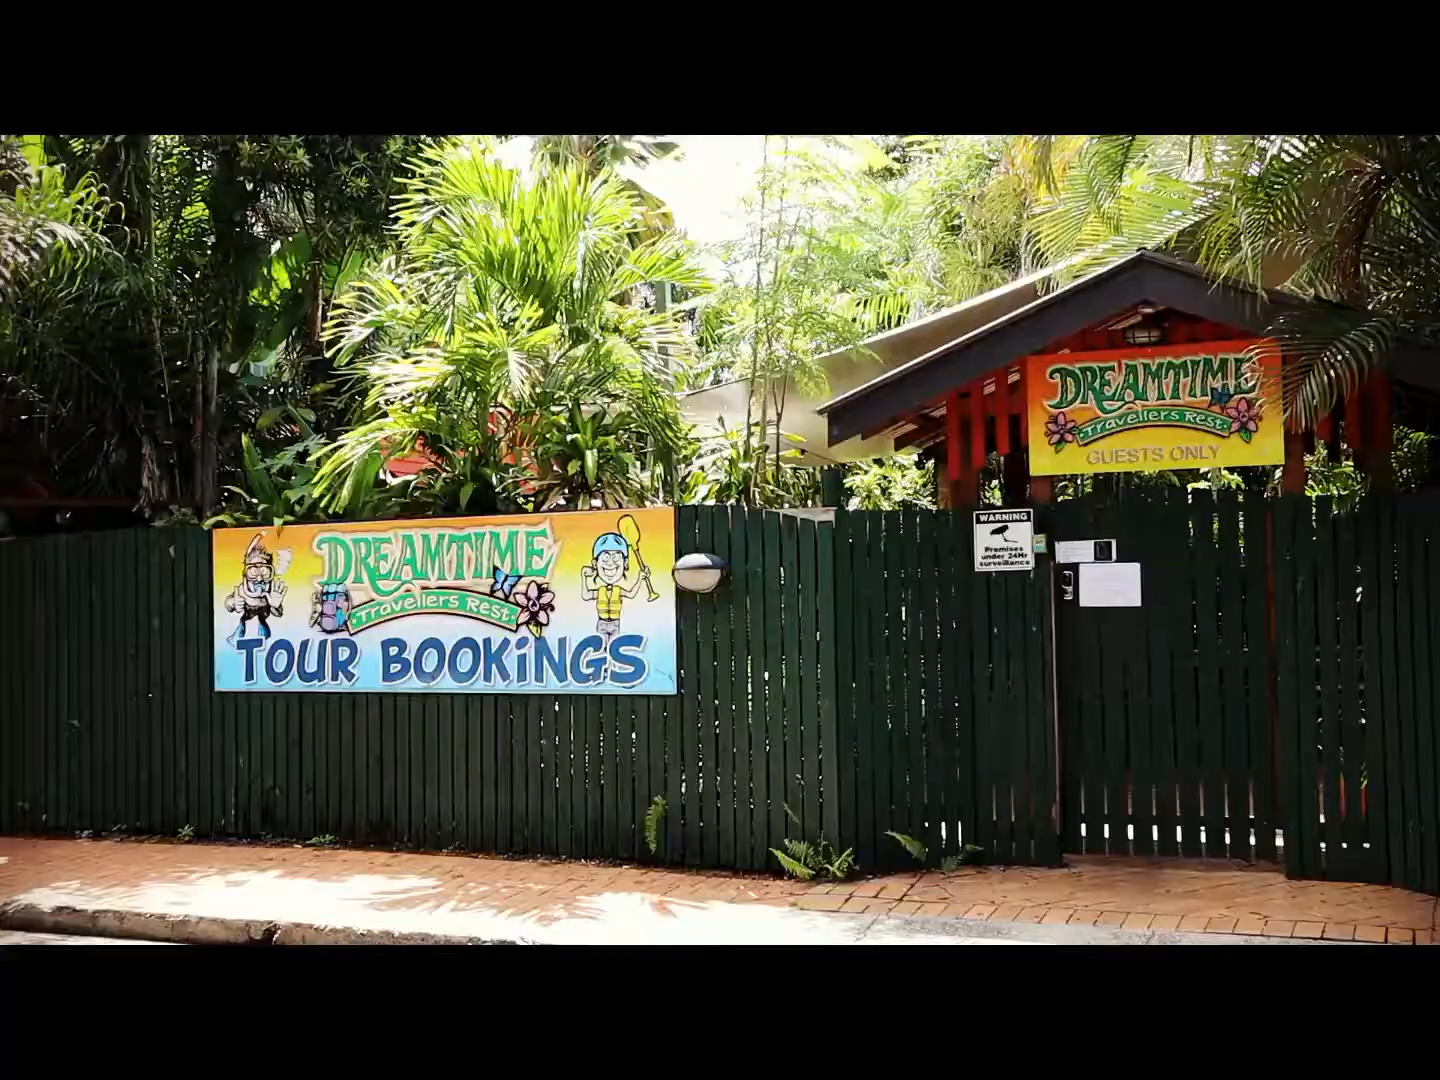 DREAMTIME
Travellers Rest
GUESTS ONLY
DREAMTIME
Travellers Rest
TOUR BOOKiNGS
WARNING
Premises
under 24Hr
surveillance